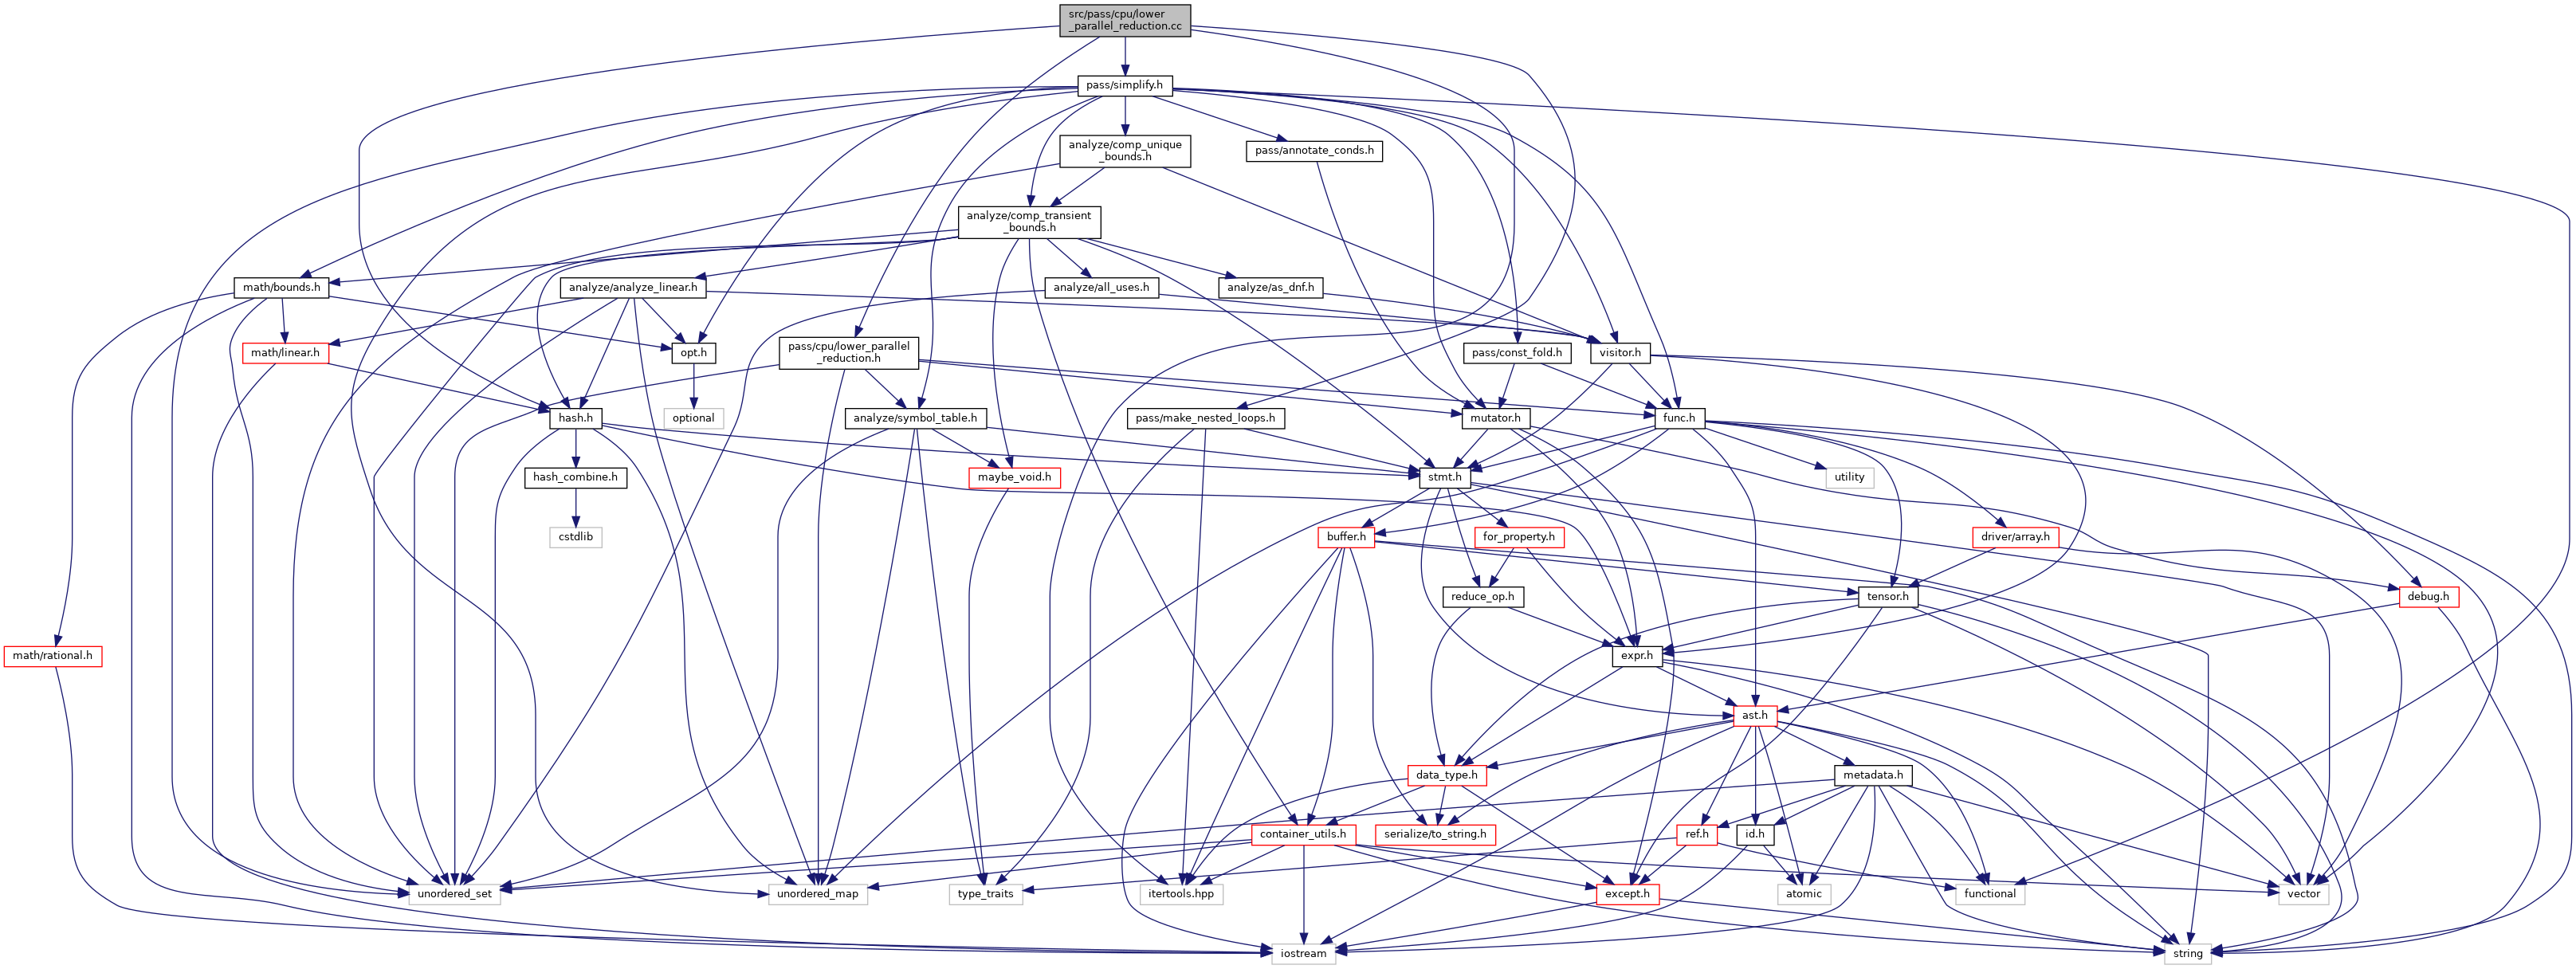 src/pass/cpu/lower
_parallel_reduction.cc
pass/simplify.h
analyze/comp_unique
_bounds.h
pass/annotate_conds.h
analyze/comp_transient
_bounds.h
math/bounds.h
analyze/analyze_linear.h
analyze/all_uses.h
analyze/as_dnf.h
math/linear.h
opt.h
pass/cpu/lower_parallel
_reduction.h
pass/const_fold.h
visitor.h
hash.h
optional
analyze/symbol_table.h
pass/make_nested_loops.h
mutator.h
func.h
hash_combine.h
maybe_void.h
stmt.h
utility
cstdlib
buffer.h
for_property.h
driver/array.h
reduce_op.h
tensor.h
debug.h
math/rational.h
expr.h
ast.h
data_type.h
metadata.h
container_utils.h
serialize/to_string.h
ref.h
id.h
unordered_set
unordered_map
type_traits
itertools.hpp
except.h
atomic
functional
vector
iostream
string